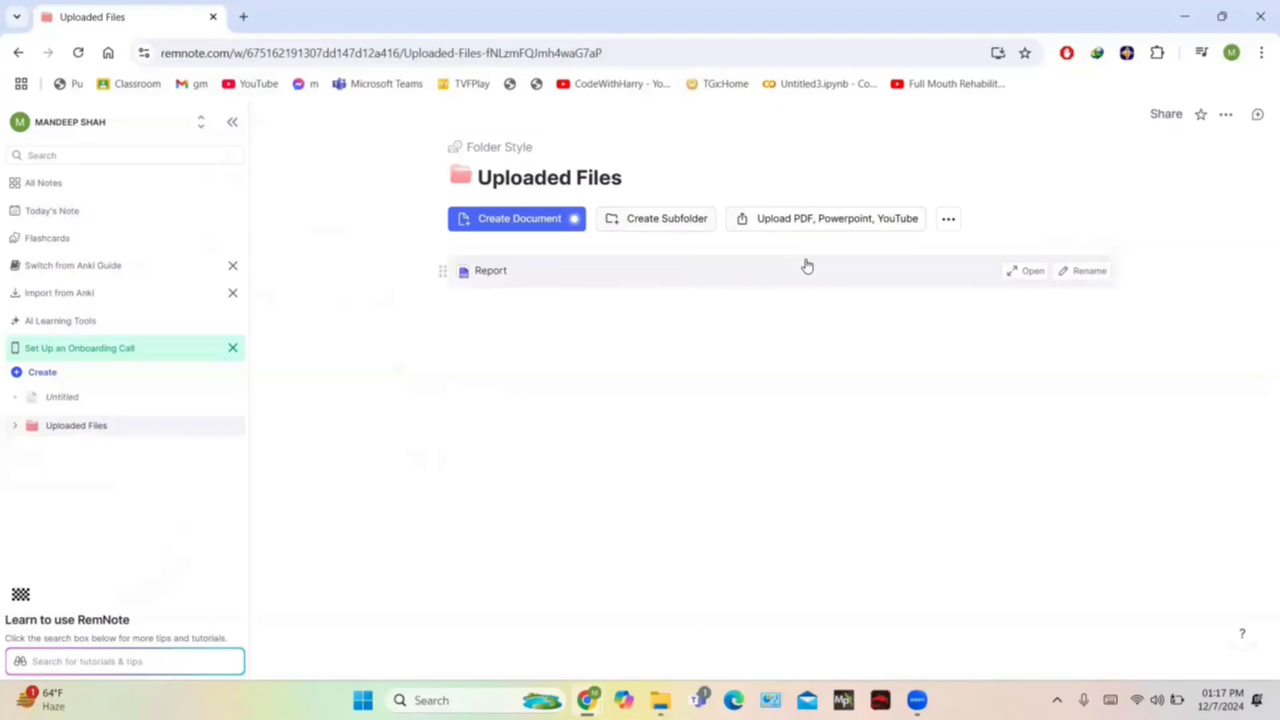 Uploaded Files
remnote.com/w/675162191307dd147d12a416/Uploaded-Files-fNLzmFQJmh4waG7aP
Pu
Classroom
gm
YouTube
m
Microsoft Teams
TVFPlay
CodeWithHarry - Yo...
TGxHome
Untitled3.ipynb - Co...
Full Mouth Rehabilit...
M MANDEEP SHAH
Share
Search
All Notes
Today's Note
Flashcards
Switch from Anki Guide
Import from Anki
AI Learning Tools
Set Up an Onboarding Call
Create
Untitled
Uploaded Files
Folder Style
Uploaded Files
Create Document
Create Subfolder
Upload PDF, Powerpoint, YouTube
Report
Open
Rename
Learn to use RemNote
Click the search box below for more tips and tutorials.
Search for tutorials & tips
?
1
64°F
Haze
Search
01:17 PM
12/7/2024